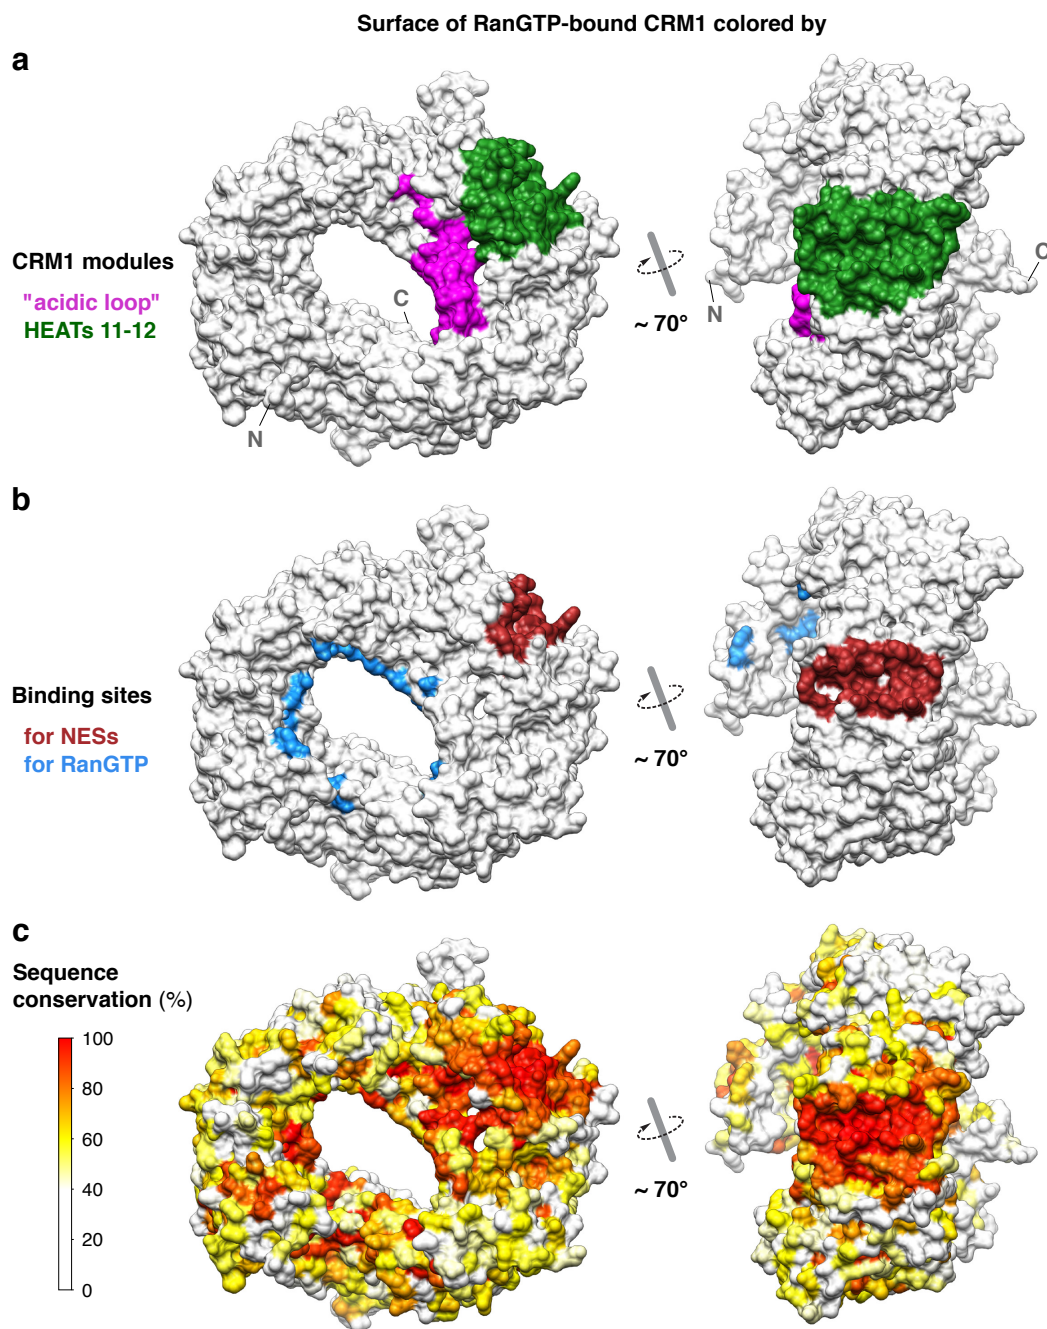 Surface of RanGTP-bound CRM1 colored by
a
CRM1 modules
"acidic loop"
HEATs 11-12
C
N
~ 70°
N
C
b
Binding sites
for NESs
for RanGTP
~ 70°
c
Sequence
conservation (%)
100
80
60
40
20
0
~ 70°